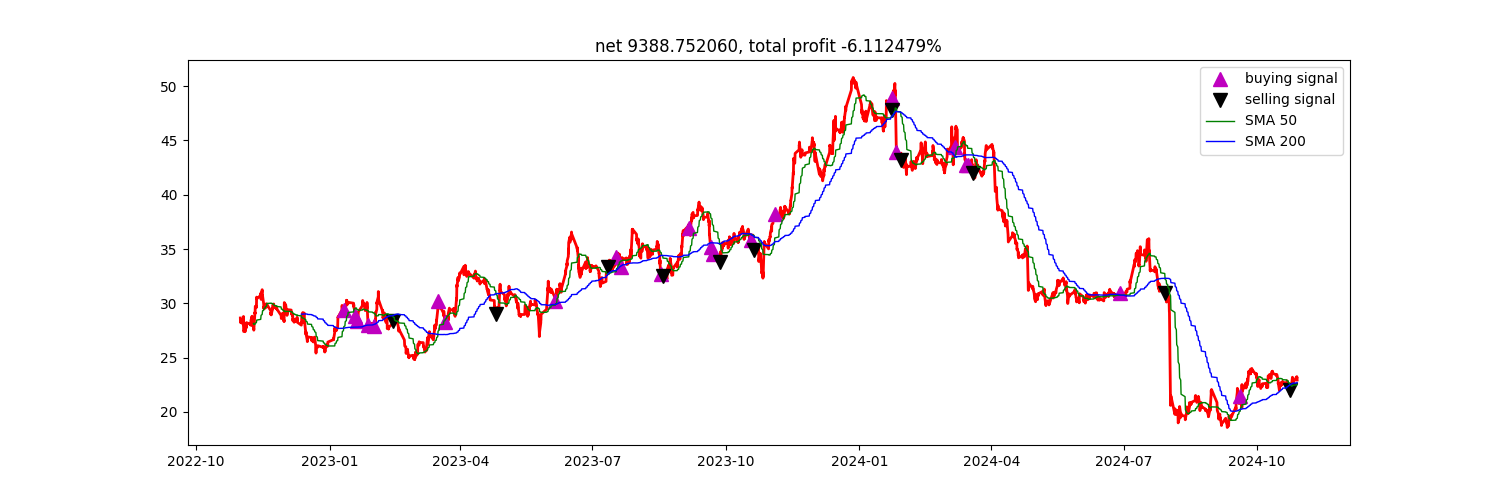 net 9388.752060, total profit -6.112479%
buying signal
selling signal
SMA 50
SMA 200
50
45
40
35
30
25
20
2022-10 2023-01 2023-04 2023-07 2023-10 2024-01 2024-04 2024-07 2024-10